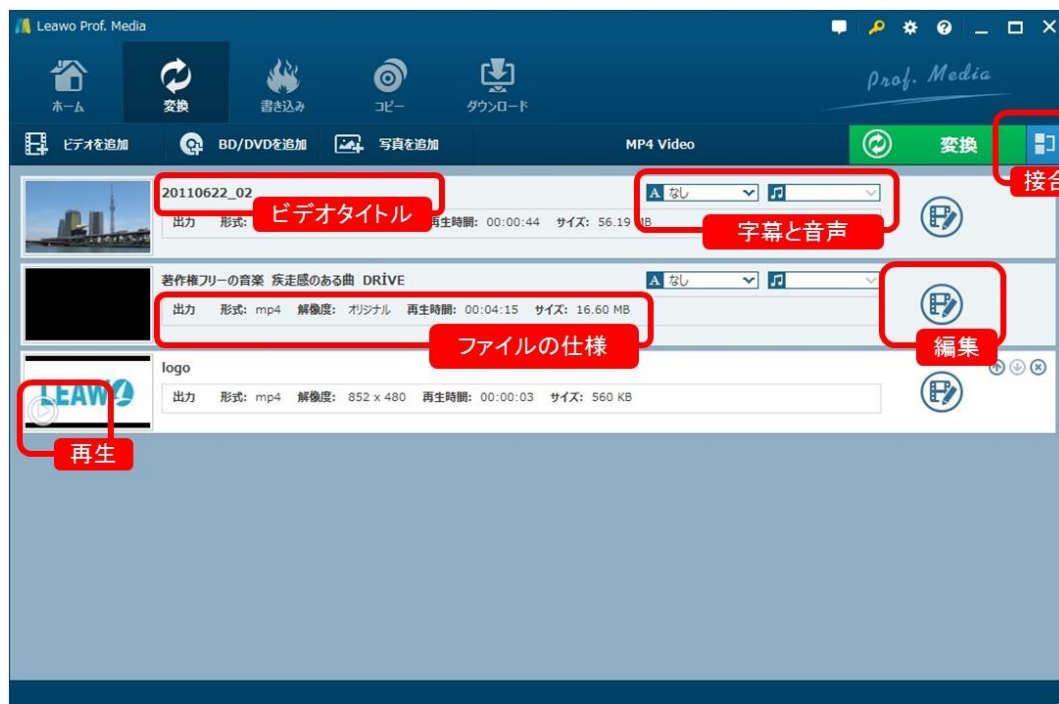 Leawo Prof. Media
ホーム
変換
書き込み
コピー
ダウンロード
Prof. Media
ビデオを追加
BD/DVDを追加
写真を追加
MP4 Video
変換
接合
20110622_02
ビデオタイトル
A なし
字幕と音声
出力 形式: 再生時間: 00:00:44 サイズ: 56.19 MB
著作権フリーの音楽 疾走感のある曲 DRİVE
A なし
出力 形式: mp4 解像度: オリジナル 再生時間: 00:04:15 サイズ: 16.60 MB
ファイルの仕様
編集
logo
LEAWO
出力 形式: mp4 解像度: 852 x 480 再生時間: 00:00:03 サイズ: 560 KB
再生